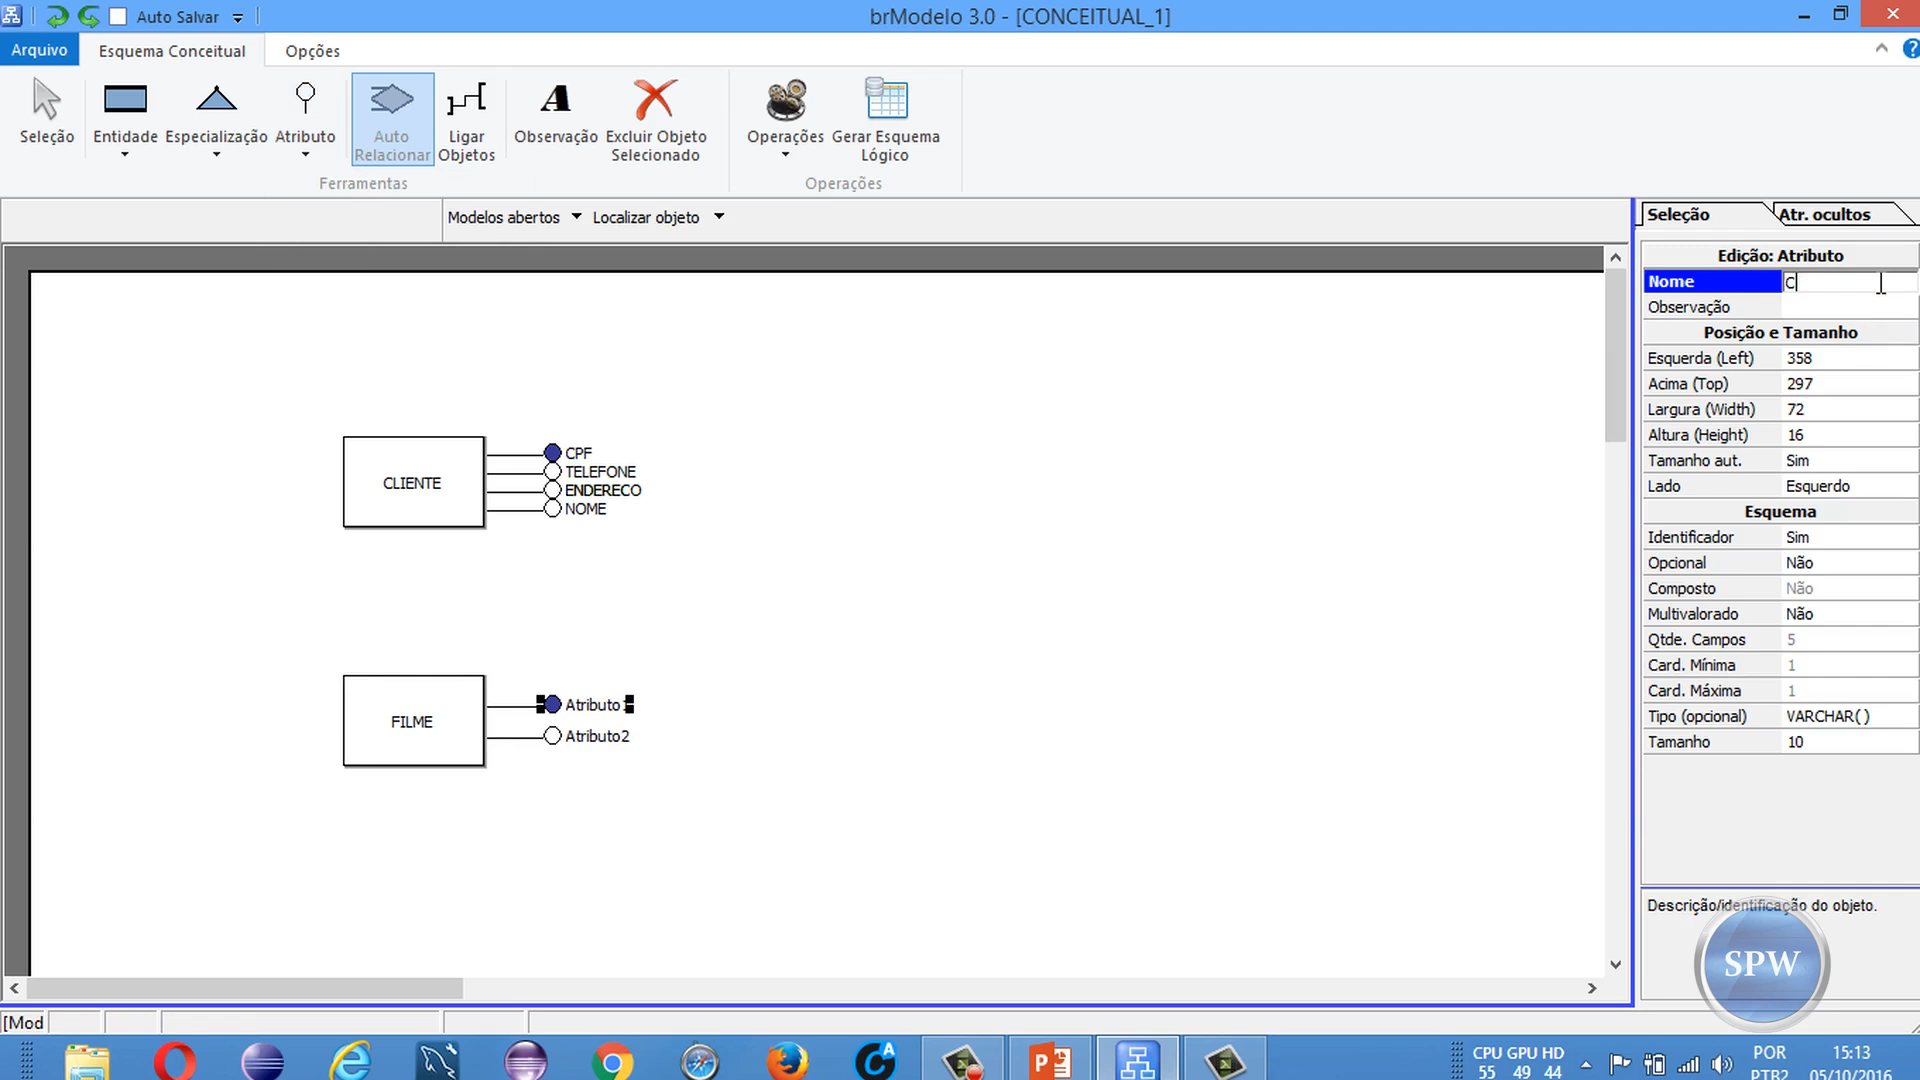 Auto Salvar
brModelo 3.0 - [CONCEITUAL_1]
Arquivo
Esquema Conceitual
Opções
Seleção
Entidade
Especialização
Atributo
Auto
Relacionar
Ligar
Objetos
Observação
Excluir Objeto
Selecionado
Operações
Gerar Esquema
Lógico
Ferramentas
Operações
Modelos abertos
Localizar objeto
Seleção
Atr. ocultos
Edição: Atributo
Nome C
Observação
Posição e Tamanho
Esquerda (Left) 358
Acima (Top) 297
Largura (Width) 72
Altura (Height) 16
Tamanho aut. Sim
Lado Esquerdo
Esquema
Identificador Sim
Opcional Não
Composto Não
Multivalorado Não
Qtde. Campos 5
Card. Mínima 1
Card. Máxima 1
Tipo (opcional) VARCHAR( )
Tamanho 10
Descrição/identificação do objeto.
SPW
CLIENTE
CPF
TELEFONE
ENDERECO
NOME
FILME
Atributo1
Atributo2
[Mod
CPU GPU HD
55 49 44
POR
PTB2
15:13
05/10/2016